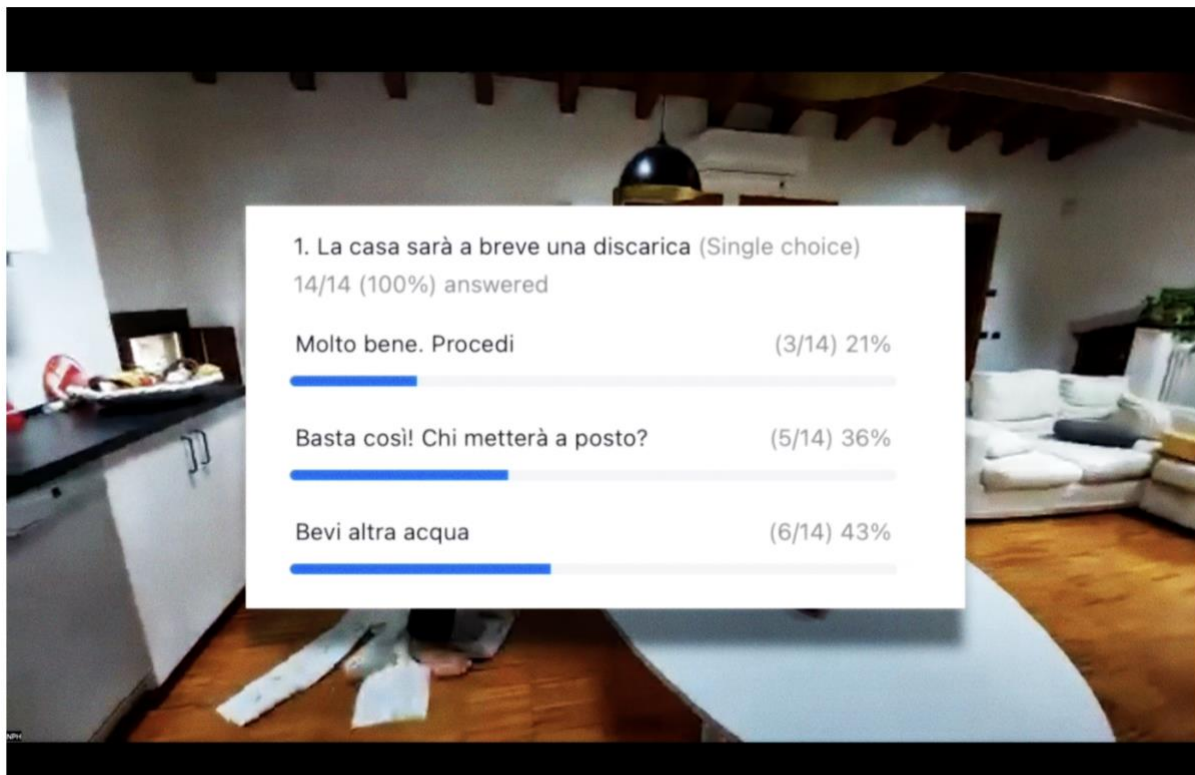 1. La casa sarà a breve una discarica (Single choice)
14/14 (100%) answered
Molto bene. Procedi (3/14) 21%
Basta così! Chi metterà a posto? (5/14) 36%
Bevi altra acqua (6/14) 43%
NPH